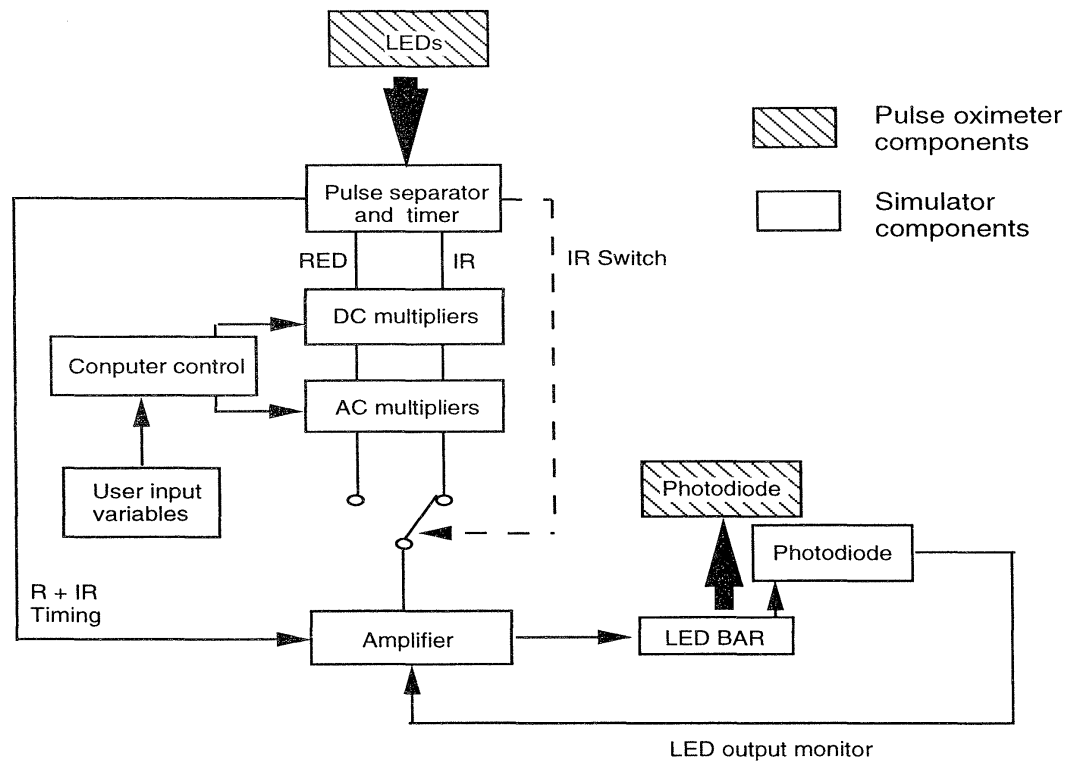 LEDs
Pulse oximeter
components
Simulator
components
Pulse separator
and timer
RED
IR
IR Switch
DC multipliers
Conputer control
AC multipliers
User input
variables
Photodiode
Photodiode
R + IR
Timing
Amplifier
LED BAR
LED output monitor